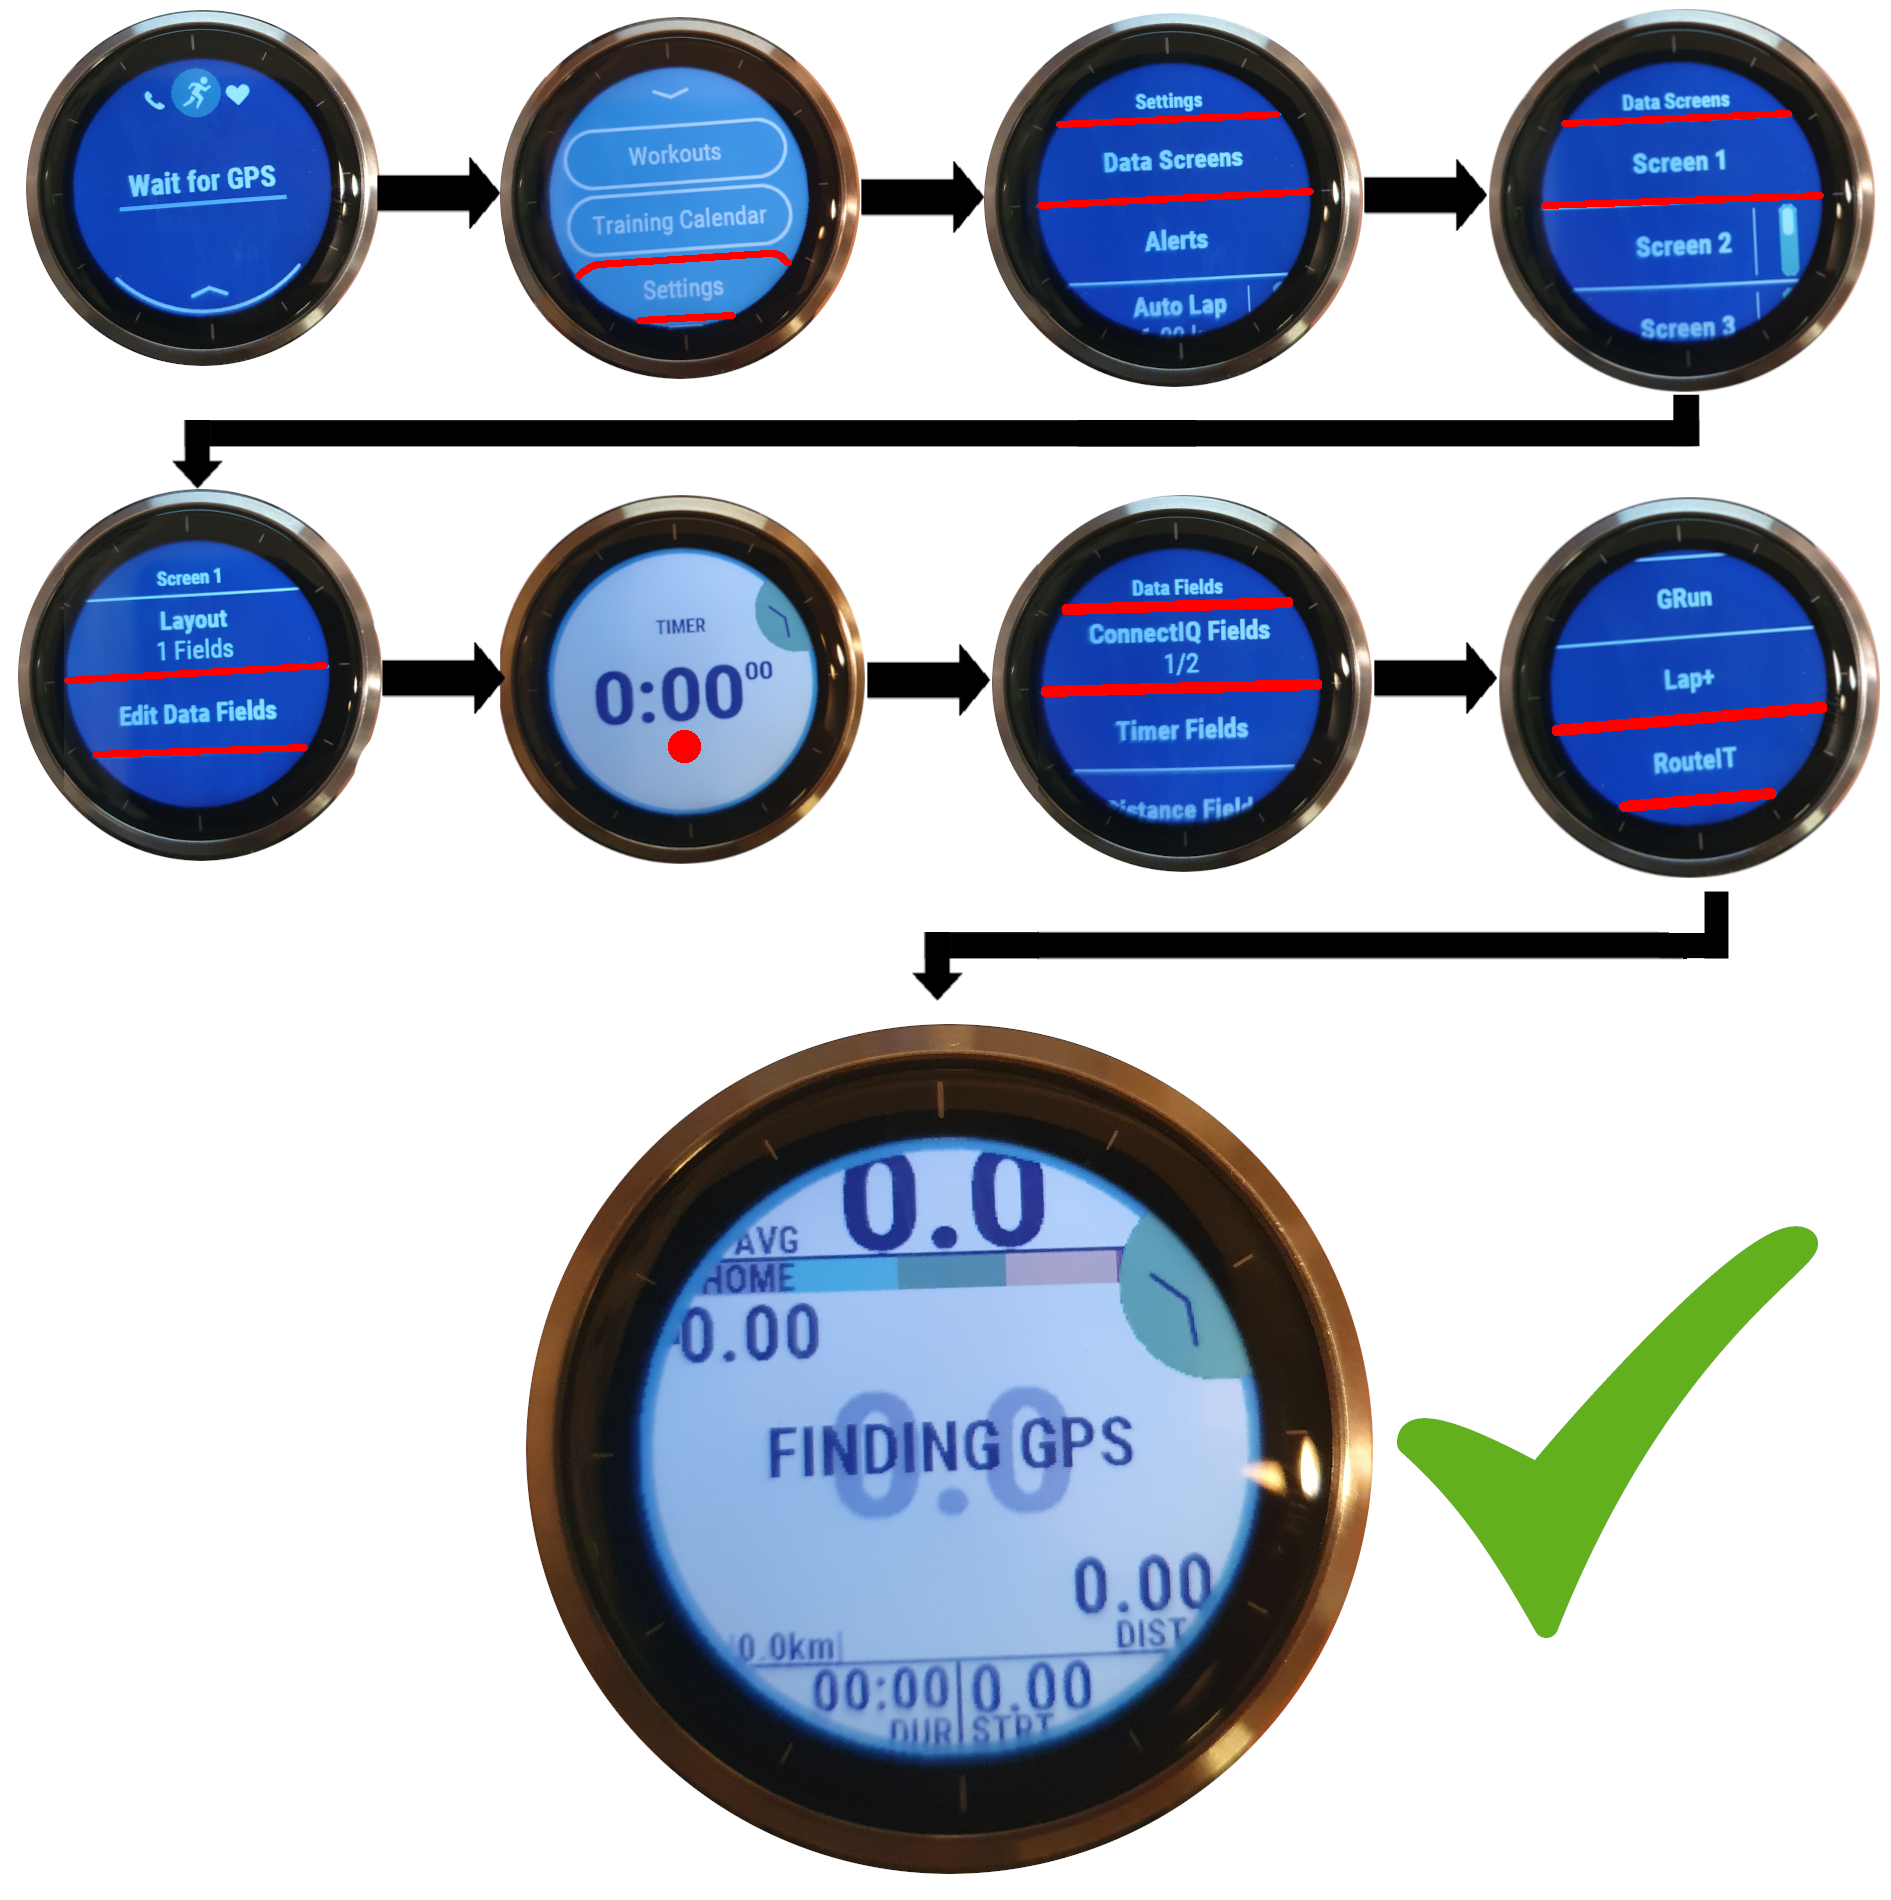 Wait for GPS
Workouts
Training Calendar
Settings
Settings
Data Screens
Alerts
Auto Lap
Data Screens
Screen 1
Screen 2
Screen 3
Screen 1
Layout
1 Fields
Edit Data Fields
TIMER
0:00 00
Data Fields
ConnectIQ Fields
1/2
Timer Fields
Distance Field
GRun
Lap+
RouteIT
0.0
AVG
HOME
0.00
0.0
FINDING GPS
0.00
DIST
0.0km
00:00 0.00
DUR STRT